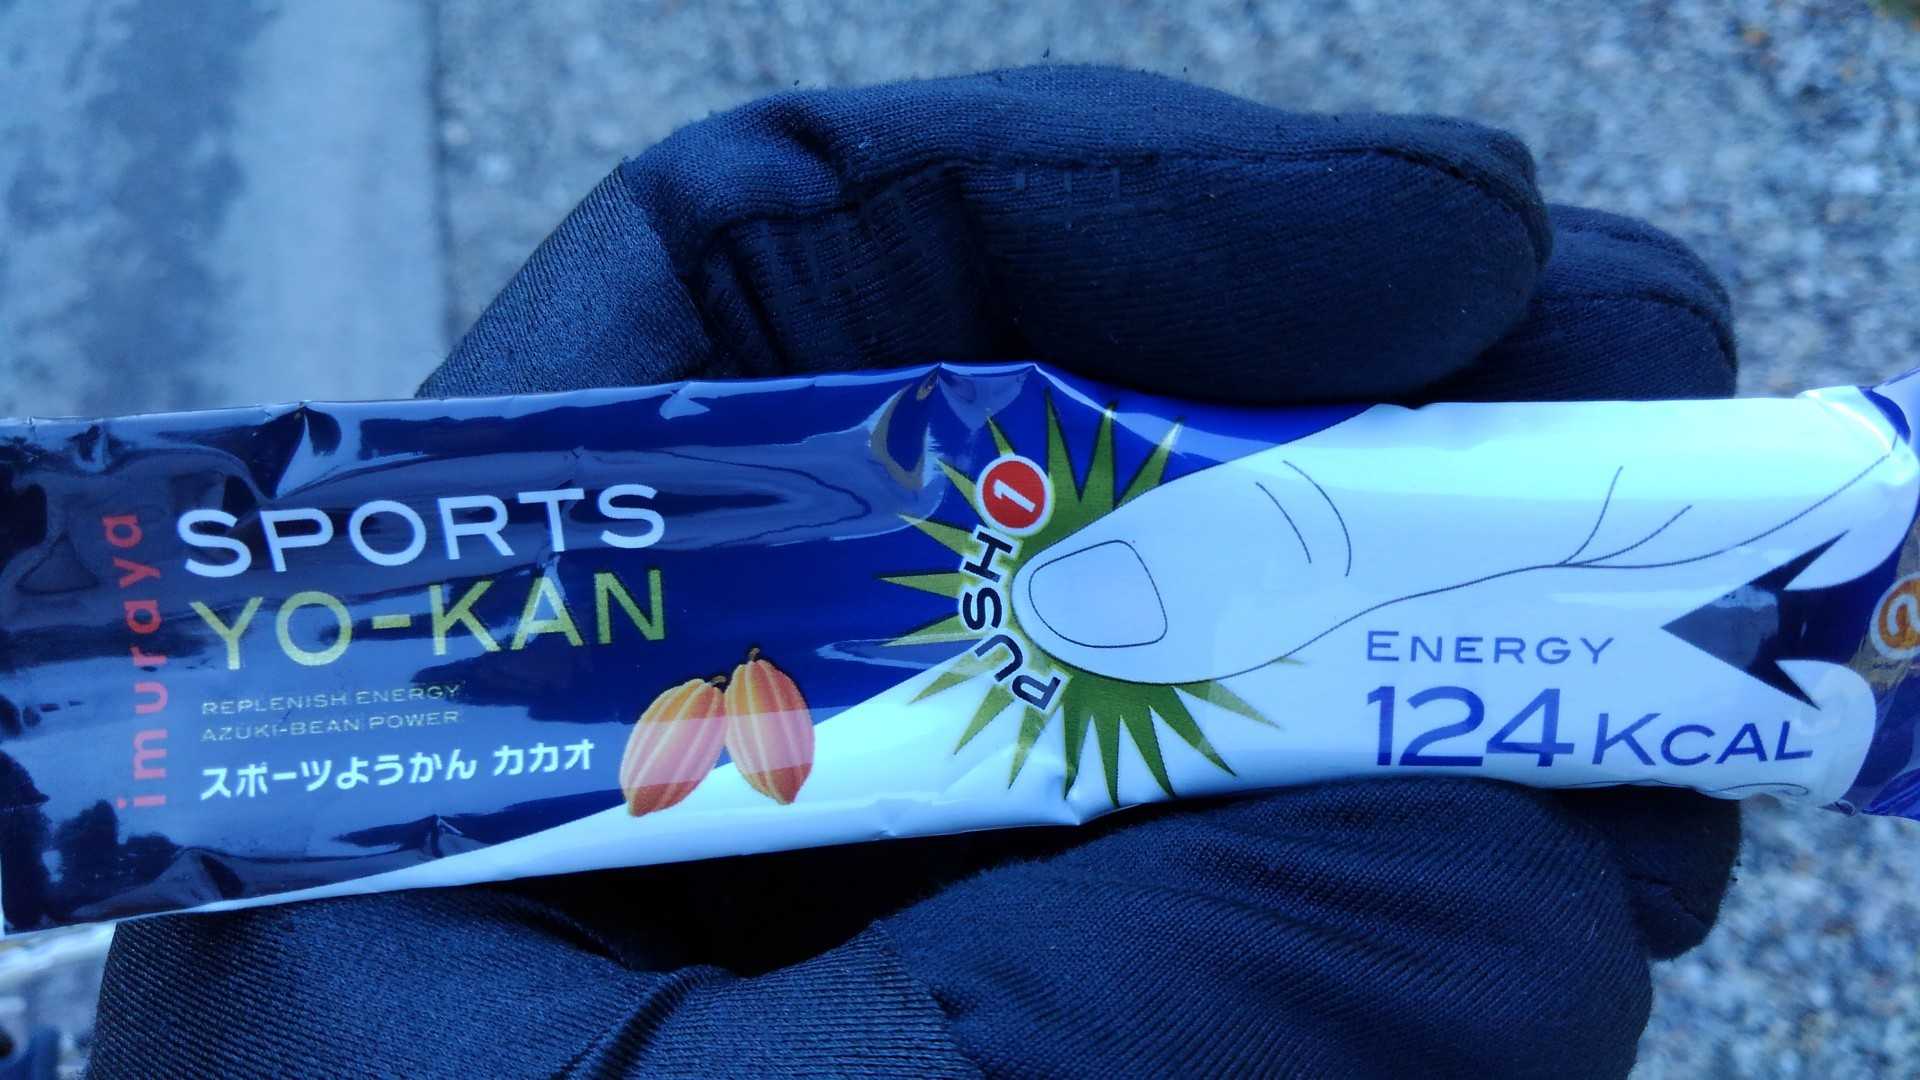 imuraya
SPORTS
YO-KAN
REPLENISH ENERGY
AZUKI-BEAN POWER
スポーツようかん カカオ
PUSH 1
ENERGY
124 KCAL